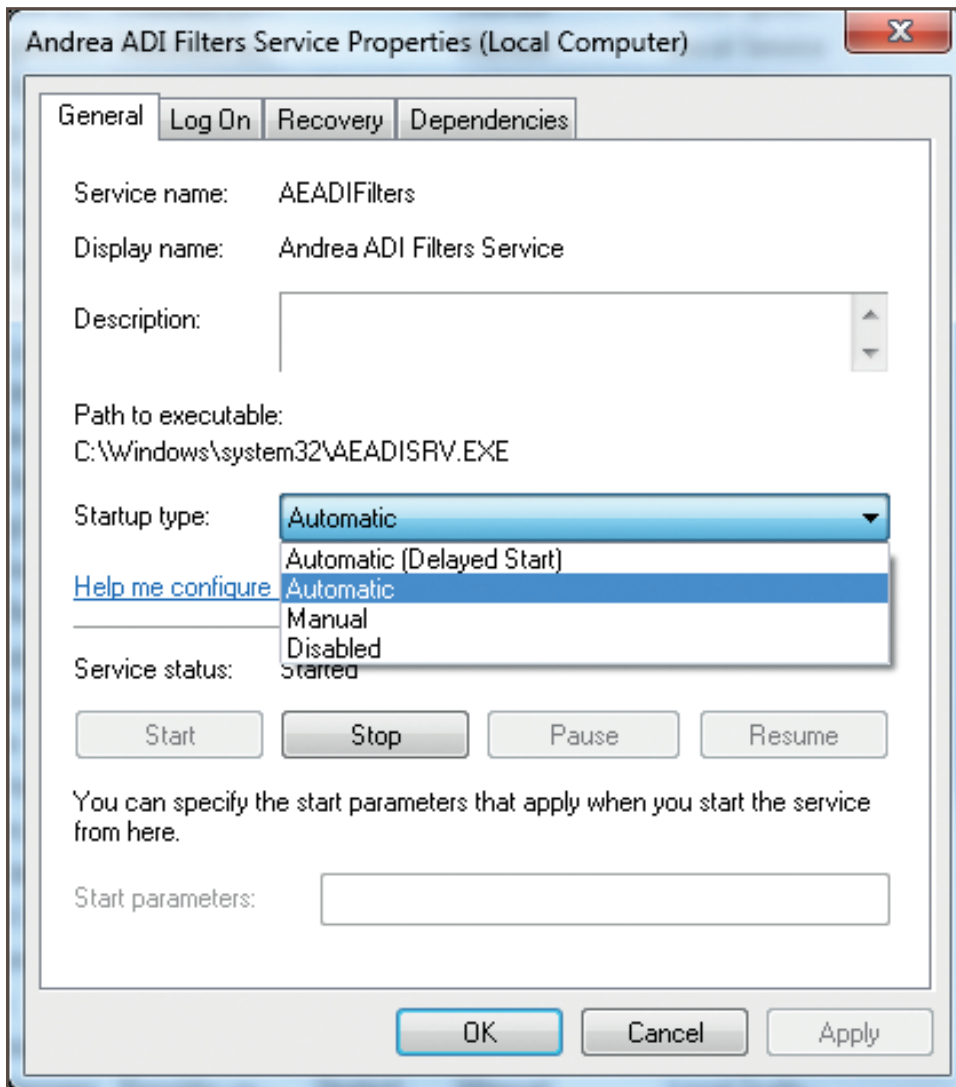 Andrea ADI Filters Service Properties (Local Computer)
General Log On Recovery Dependencies
Service name: AEADIFilters
Display name: Andrea ADI Filters Service
Description:
Path to executable:
C:\Windows\system32\AEADISRV.EXE
Startup type: Automatic
Automatic (Delayed Start)
Help me configure Automatic
Manual
Disabled
Service status: Started
Start Stop Pause Resume
You can specify the start parameters that apply when you start the service
from here.
Start parameters:
OK Cancel Apply